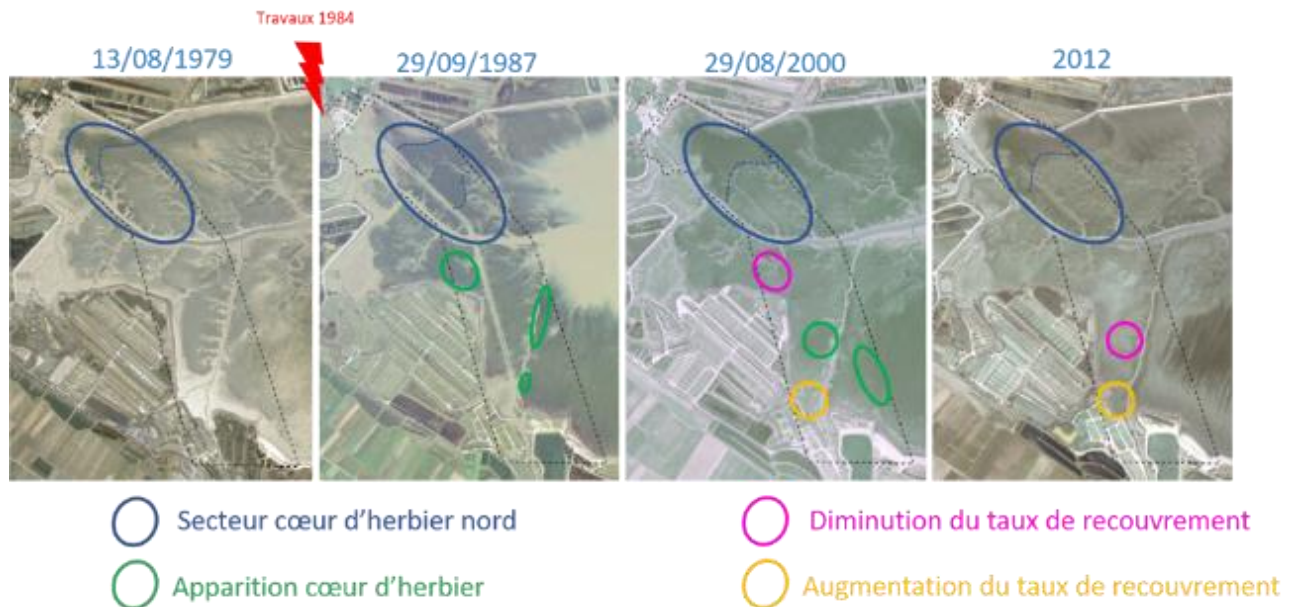 Travaux 1984
13/08/1979
29/09/1987
29/08/2000
2012
Secteur cœur d'herbier nord
Diminution du taux de recouvrement
Apparition cœur d'herbier
Augmentation du taux de recouvrement